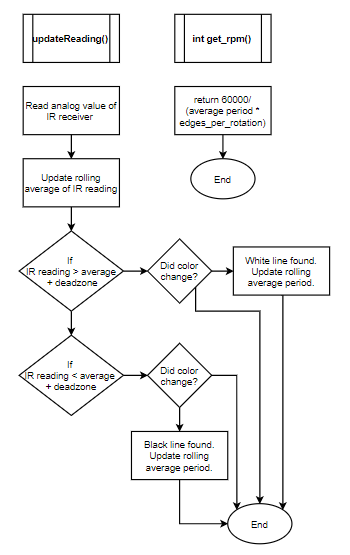 updateReading()
int get_rpm()
Read analog value of
IR receiver
return 60000/
(average period *
edges_per_rotation)
Update rolling
average of IR reading
End
If
IR reading > average
+ deadzone
Did color
change?
White line found.
Update rolling
average period.
If
IR reading < average
+ deadzone
Did color
change?
Black line found.
Update rolling
average period.
End